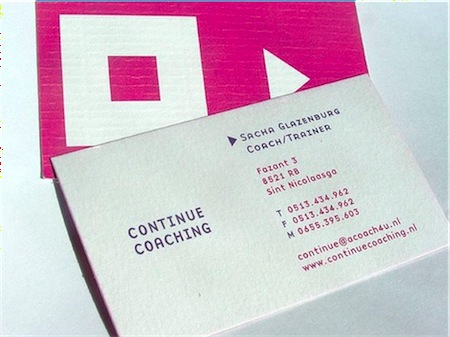 Sacha Glazenburg
Coach/Trainer
Fazant 3
8521 RB
Sint Nicolaasga
T 0513.434.962
F 0513.434.962
M 0655.395.603
continue@acoach4u.nl
www.continuecoaching.nl
CONTINUE
COACHING